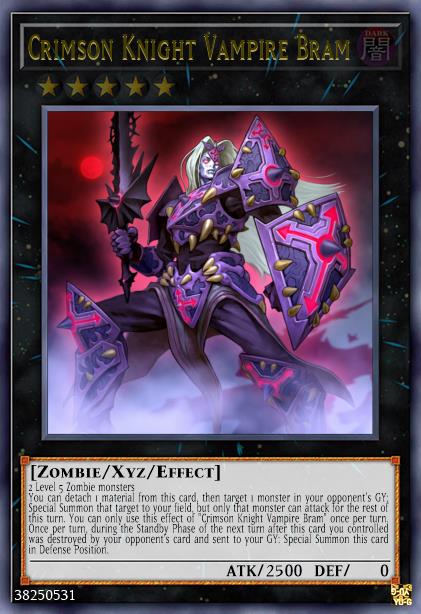 Crimson Knight Vampire Bram
DARK
闇
[Zombie/Xyz/Effect]
2 Level 5 Zombie monsters
You can detach 1 material from this card, then target 1 monster in your opponent's GY;
Special Summon that target to your field, but only that monster can attack for the rest
of this turn. You can only use this effect of "Crimson Knight Vampire Bram" once per turn.
Once per turn, during the Standby Phase of the next turn after this card you controlled
was destroyed by your opponent's card and sent to your GY: Special Summon this card
in Defense Position.
ATK/2500 DEF/ 0
38250531